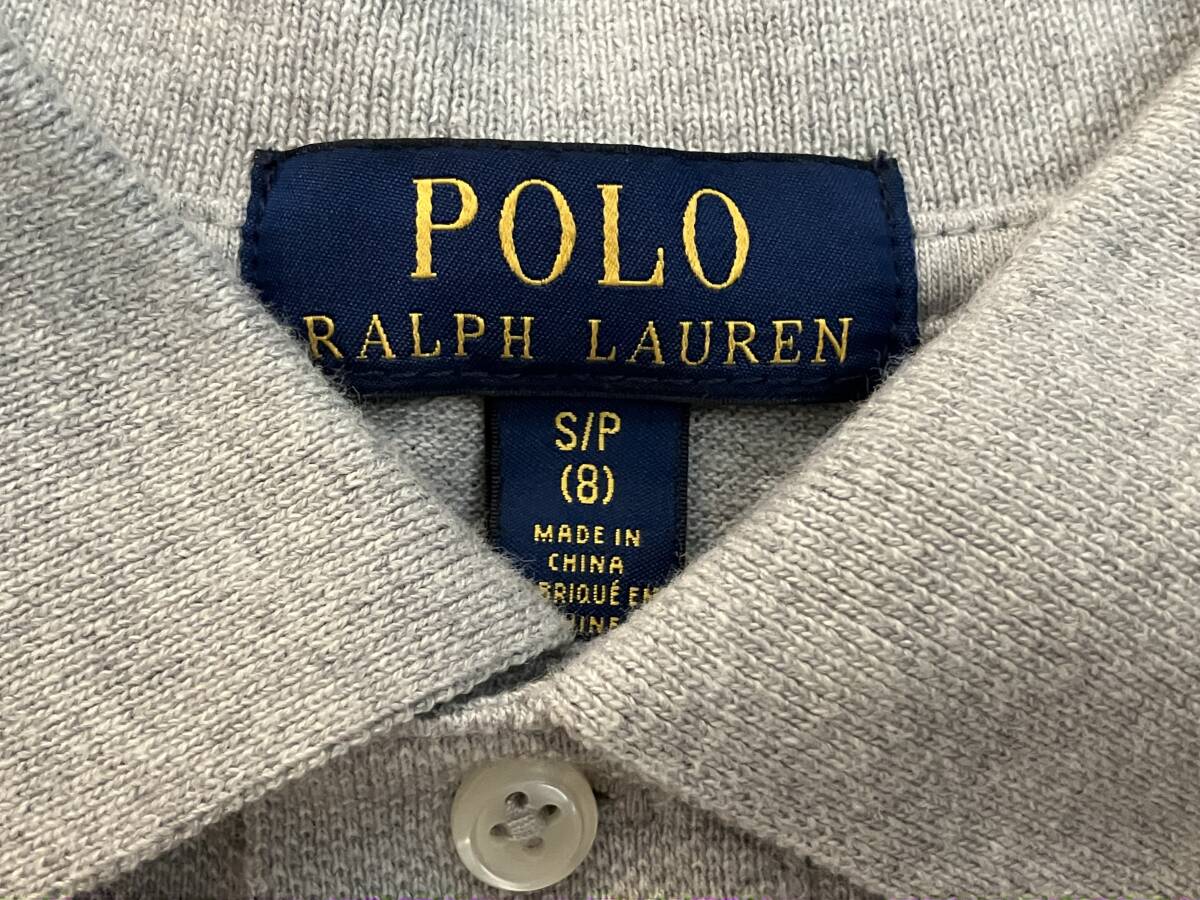 POLO
RALPH LAUREN
S/P
(8)
MADE IN
CHINA